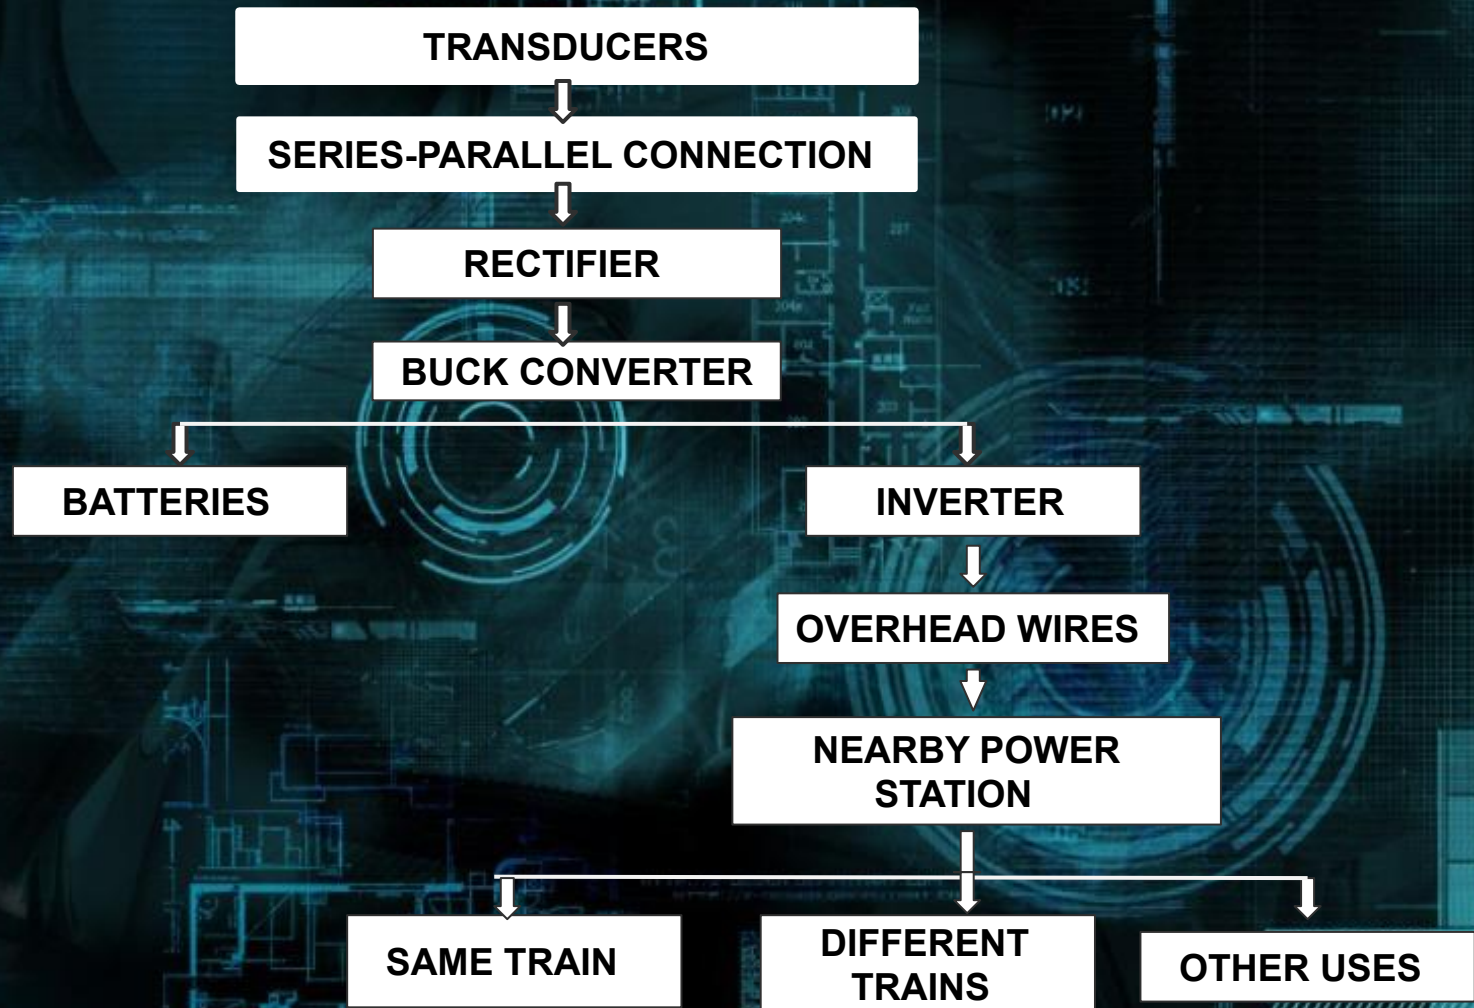 TRANSDUCERS
SERIES-PARALLEL CONNECTION
RECTIFIER
BUCK CONVERTER
BATTERIES
INVERTER
OVERHEAD WIRES
NEARBY POWER
STATION
SAME TRAIN
DIFFERENT
TRAINS
OTHER USES